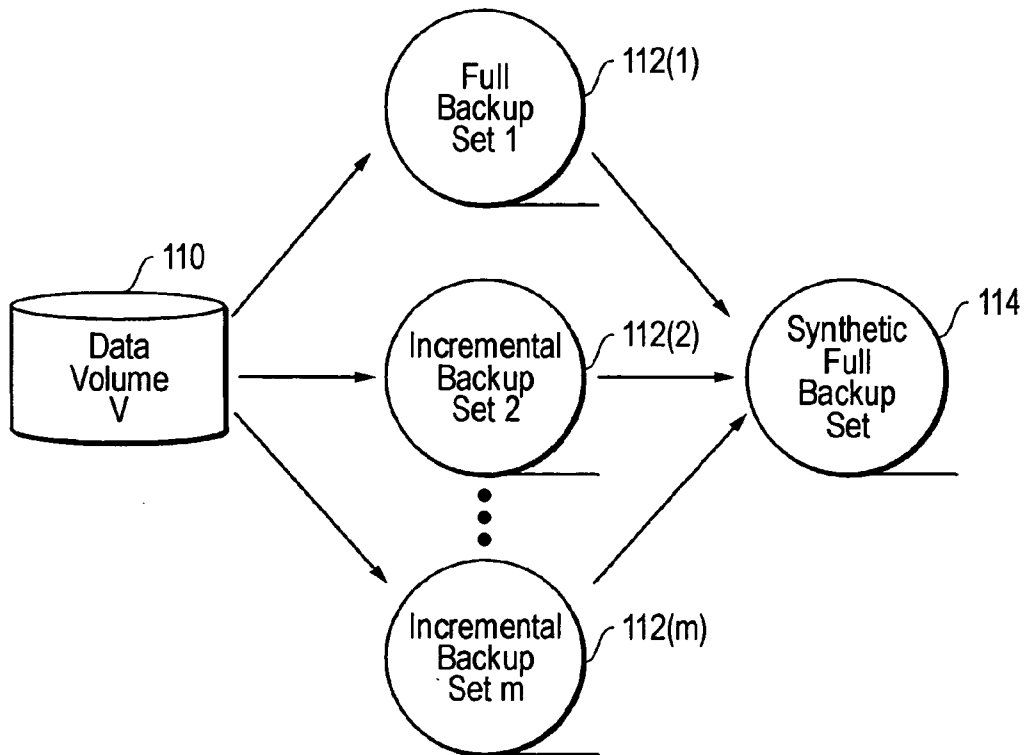 Full
Backup
Set 1
112(1)
110
Data
Volume
V
Incremental
Backup
Set 2
112(2)
Synthetic
Full
Backup
Set
114
Incremental
Backup
Set m
112(m)